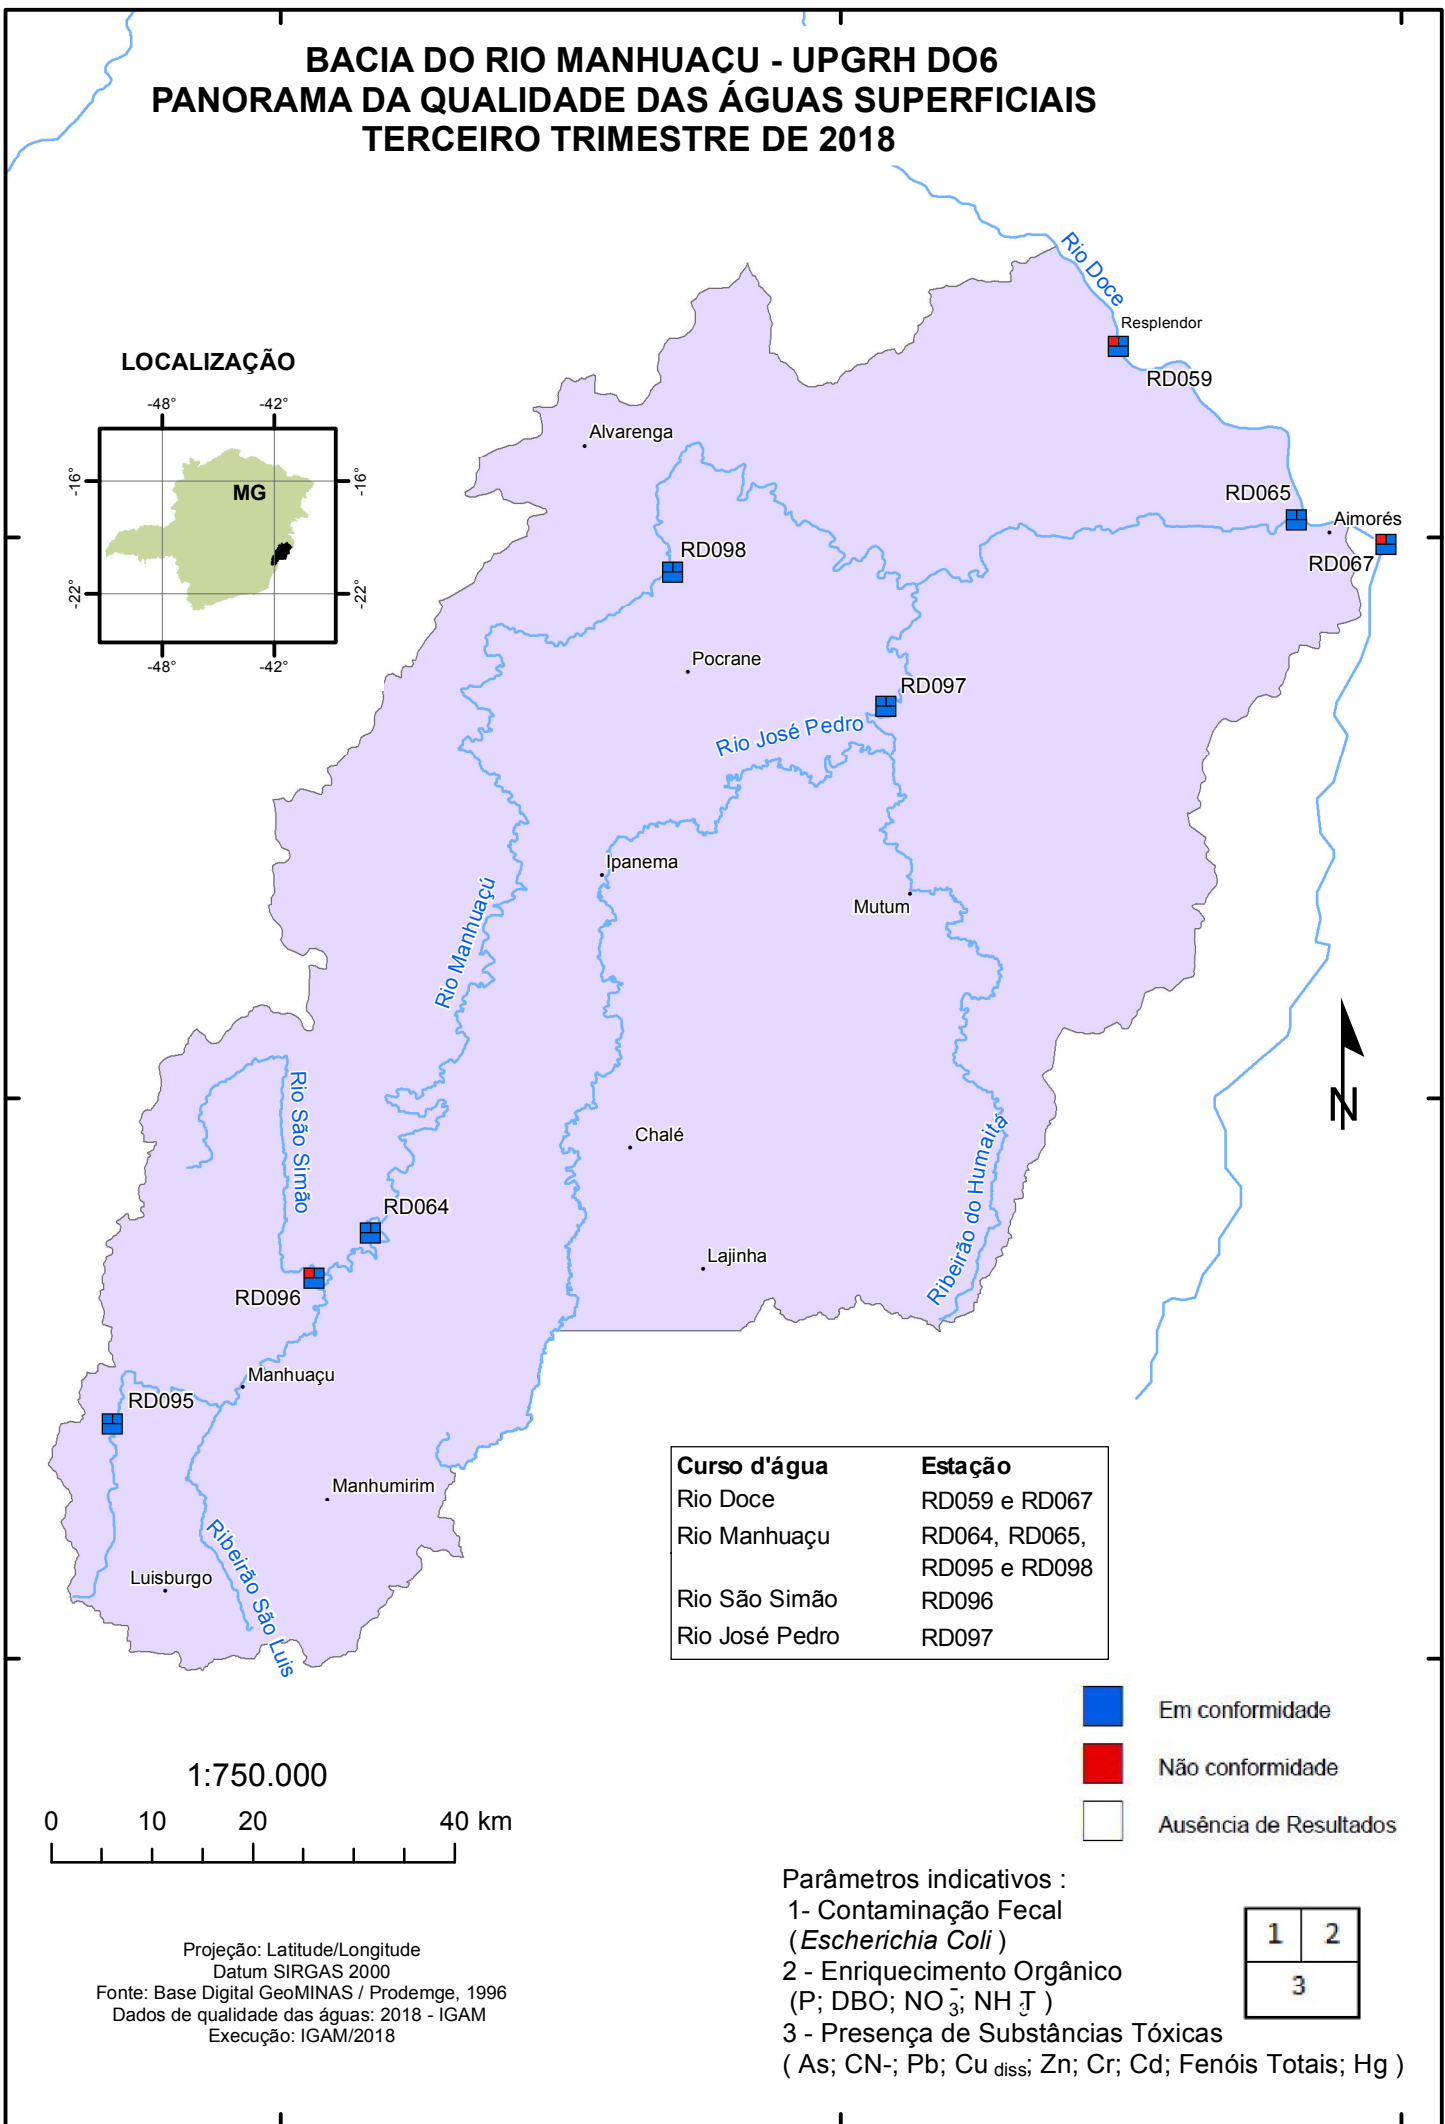 BACIA DO RIO MANHUAÇU - UPGRH DO6
PANORAMA DA QUALIDADE DAS ÁGUAS SUPERFICIAIS
TERCEIRO TRIMESTRE DE 2018
Rio Doce
Resplendor
RD059
LOCALIZAÇÃO
-48°
-42°
-16°
MG
-16°
-22°
-22°
-48°
-42°
Alvarenga
RD065
Aimorés
RD067
RD098
Pocrane
RD097
Rio José Pedro
Ipanema
Mutum
Rio Manhuaçú
Rio São Simão
Chalé
Ribeirão do Humaitá
RD064
Lajinha
RD096
Manhuaçu
RD095
Manhumirim
Ribeirão São Luis
Luisburgo
N
Curso d'água Estação
Rio Doce RD059 e RD067
Rio Manhuaçu RD064, RD065,
RD095 e RD098
Rio São Simão RD096
Rio José Pedro RD097
Em conformidade
Não conformidade
Ausência de Resultados
1:750.000
0 10 20 40 km
Projeção: Latitude/Longitude
Datum SIRGAS 2000
Fonte: Base Digital GeoMINAS / Prodemge, 1996
Dados de qualidade das águas: 2018 - IGAM
Execução: IGAM/2018
Parâmetros indicativos :
1- Contaminação Fecal
(Escherichia Coli )
2 - Enriquecimento Orgânico
(P; DBO; NO3-; NH3T )
3 - Presença de Substâncias Tóxicas
( As; CN-; Pb; Cu diss; Zn; Cr; Cd; Fenóis Totais; Hg )
1 2
3